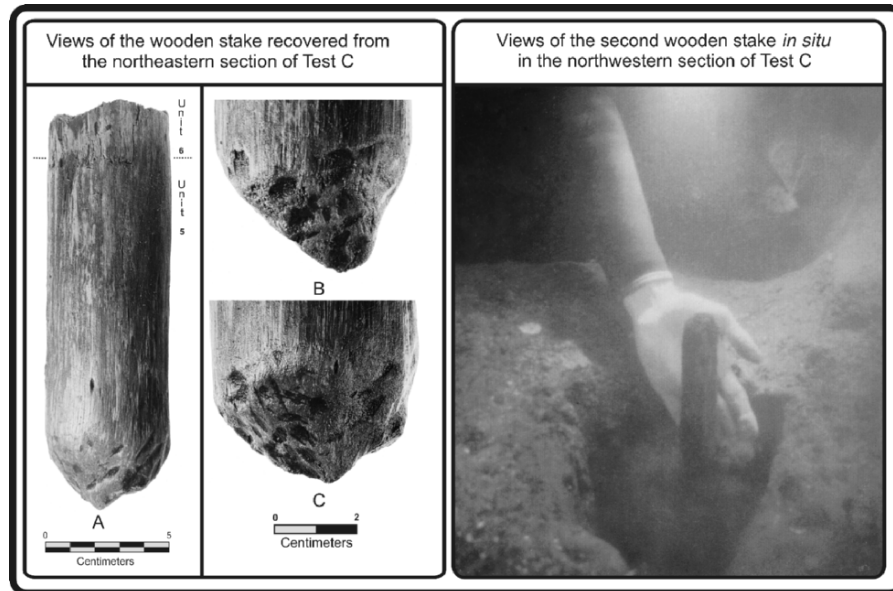 Views of the wooden stake recovered from
the northeastern section of Test C
Views of the second wooden stake in situ
in the northwestern section of Test C
Unit 6
Unit 5
A
0 5
Centimeters
B
C
0 2
Centimeters